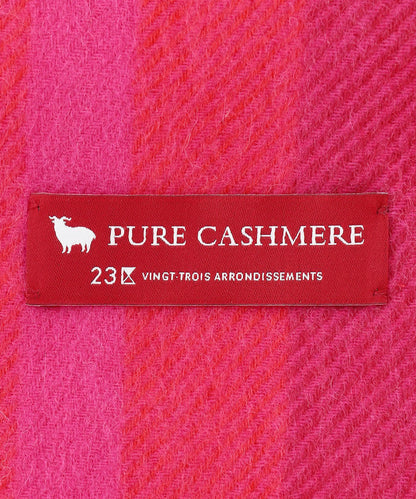 PURE CASHMERE
23 VINGT-TROIS ARRONDISSEMENTS